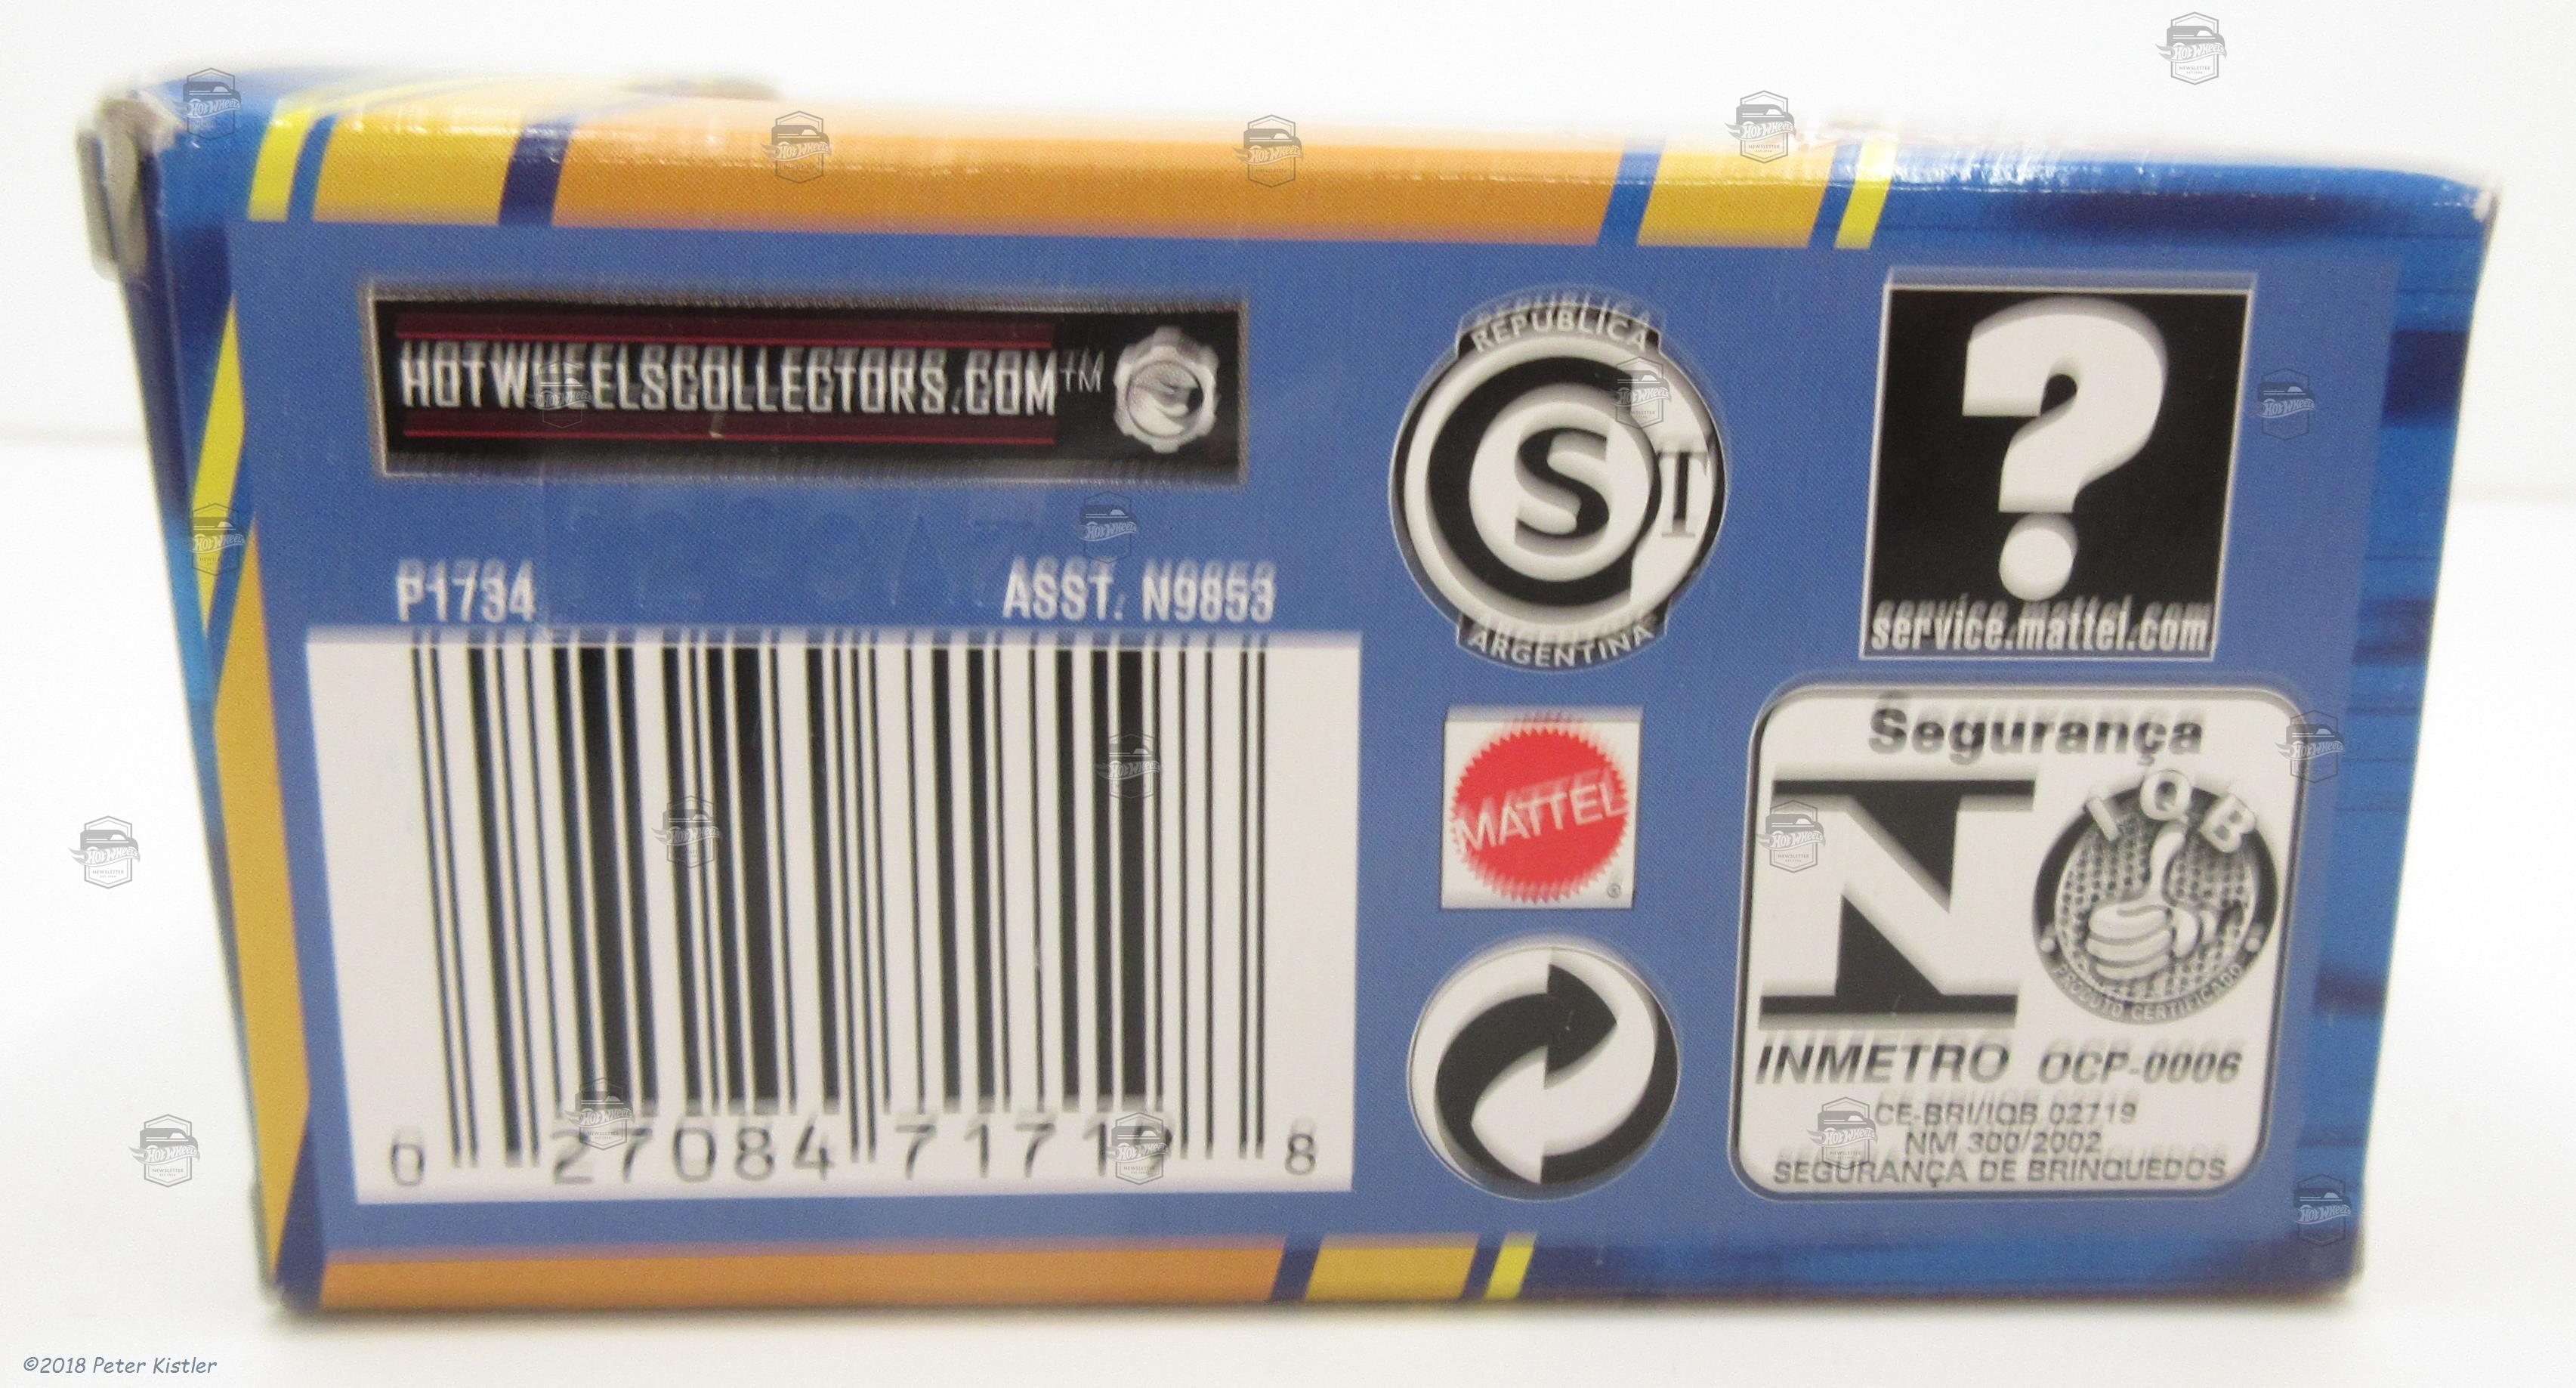 HOTWHEELSCOLLECTORS.COM™
P1734 ASST. N9853
0 27084 71719 8
REPUBLICA
S T
ARGENTINA
MATTEL
®
?
service.mattel.com
Segurança
N
IQB
PRODUTO CERTIFICADO
INMETRO OCP-0006
CE-BRI/IQB 02719
NM 300/2002
SEGURANÇA DE BRINQUEDOS
©2018 Peter Kistler